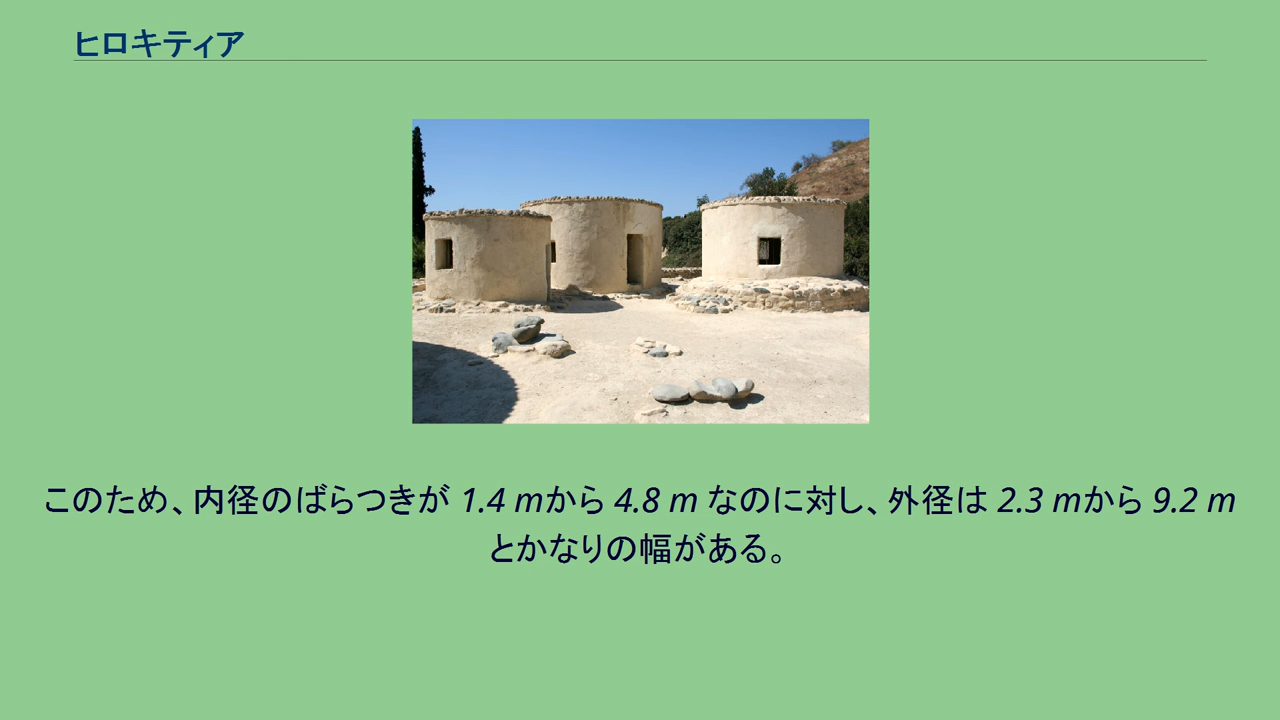 ヒロキティア
このため、内径のばらつきが 1.4 mから 4.8 m なのに対し、外径は 2.3 mから 9.2 m
とかなりの幅がある。